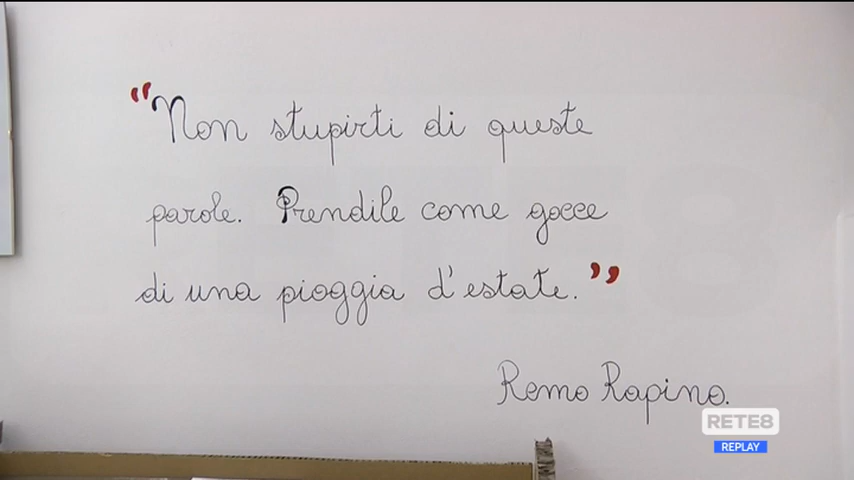 "Non stupirti di queste
parole. Prendile come gocce
di una pioggia d'estate."
Remo Rapino.
RETE8
REPLAY